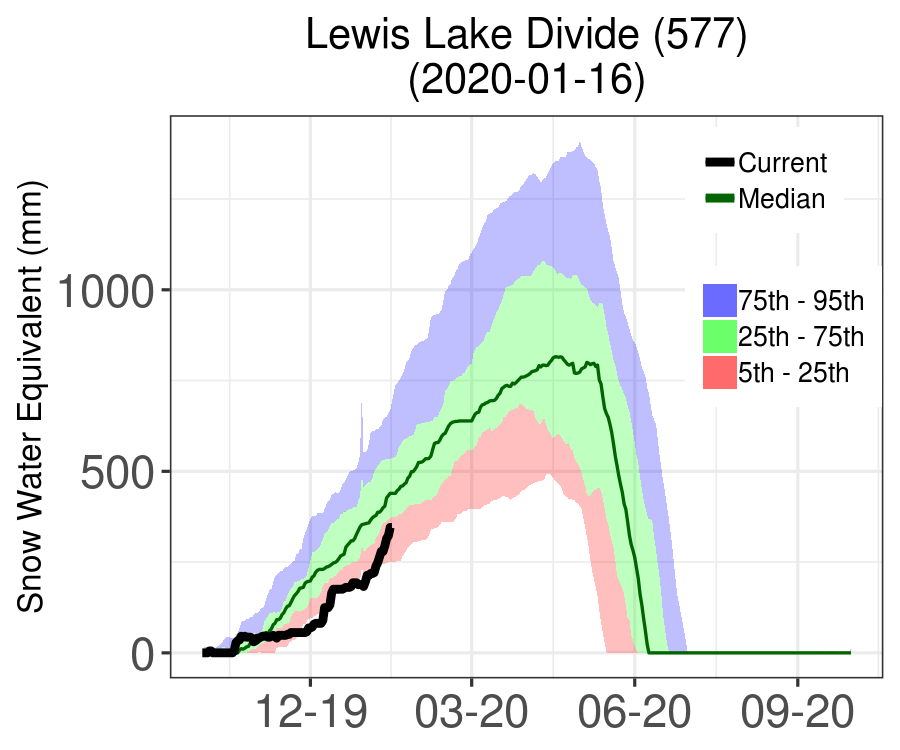 Lewis Lake Divide (577)
(2020-01-16)
Snow Water Equivalent (mm)
1000
500
0
12-19
03-20
06-20
09-20
Current
Median
75th - 95th
25th - 75th
5th - 25th